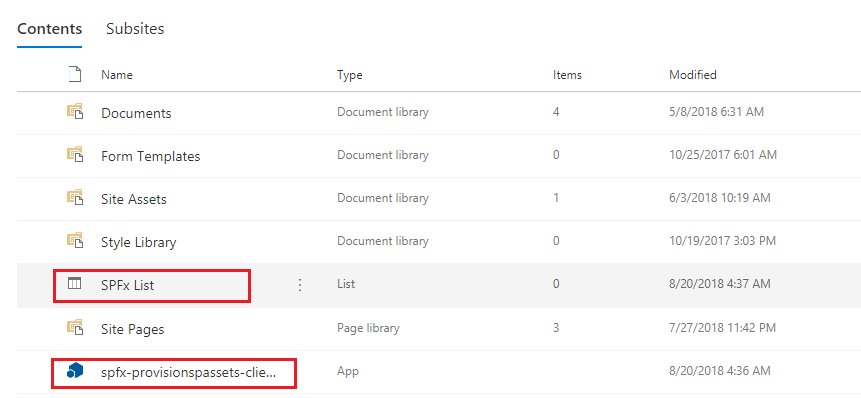 Contents Subsites
Name Type Items Modified
Documents Document library 4 5/8/2018 6:31 AM
Form Templates Document library 0 10/25/2017 6:01 AM
Site Assets Document library 1 6/3/2018 10:19 AM
Style Library Document library 0 10/19/2017 3:03 PM
SPFx List List 0 8/20/2018 4:37 AM
Site Pages Page library 3 7/27/2018 11:42 PM
spfx-provisionspassets-clie... App 8/20/2018 4:36 AM